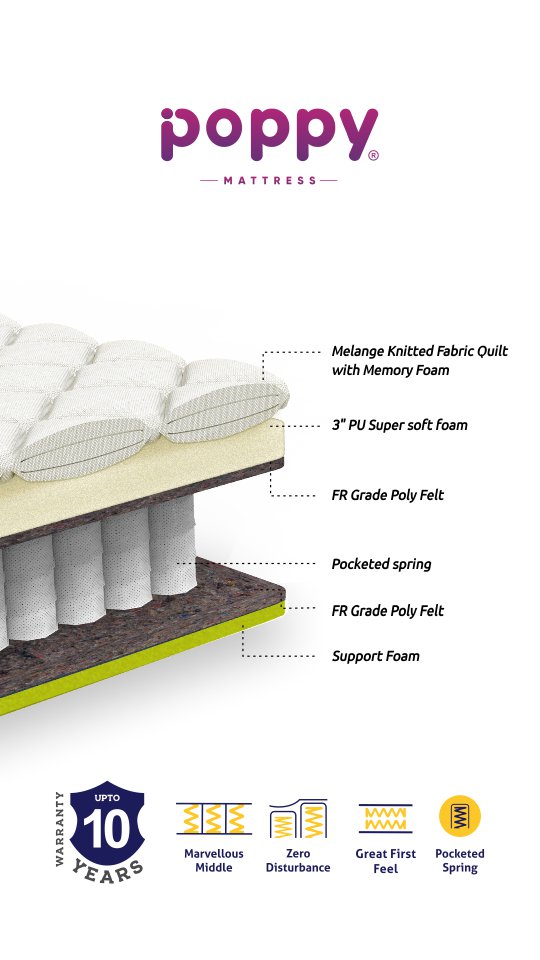 poppy®
MATTRESS
Melange Knitted Fabric Quilt
with Memory Foam
3" PU Super soft foam
FR Grade Poly Felt
Pocketed spring
FR Grade Poly Felt
Support Foam
WARRANTY
UPTO
10
YEARS
Marvellous
Middle
Zero
Disturbance
Great First
Feel
Pocketed
Spring